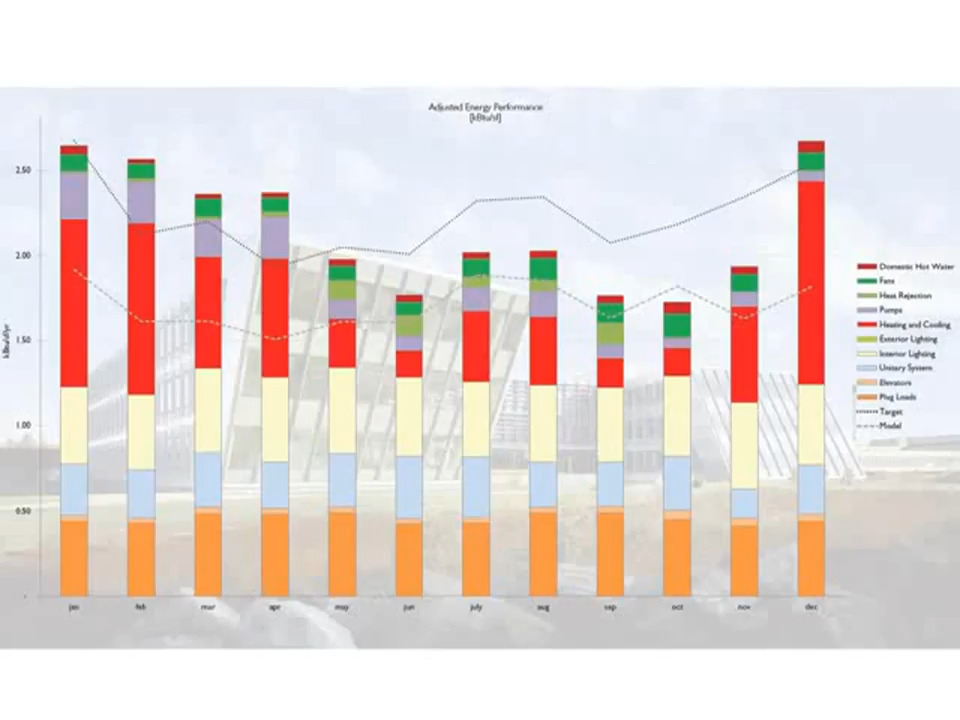 Adjusted Energy Performance
[kBtu/sf]
2.50
2.00
1.50
1.00
0.50
-
kBtu/sf/yr
jan feb mar apr may jun july aug sep oct nov dec
Domestic Hot Water
Fans
Heat Rejection
Pumps
Heating and Cooling
Exterior Lighting
Interior Lighting
Unitary System
Elevators
Plug Loads
Target
Model